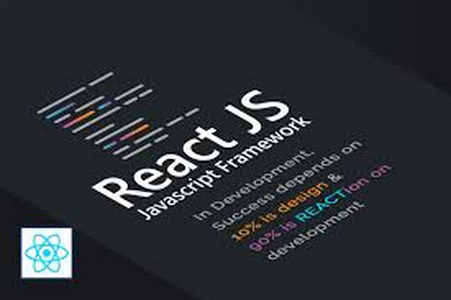 React JS
Javascript Framework
In Development,
Success depends on
10% is design &
90% is REACTion on
development